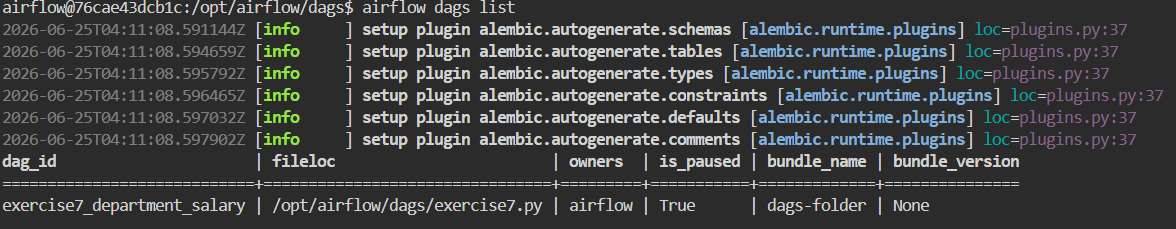 airflow@76cae43dcb1c:/opt/airflow/dags$ airflow dags list
2026-06-25T04:11:08.591144Z [info     ] setup plugin alembic.autogenerate.schemas [alembic.runtime.plugins] loc=plugins.py:37
2026-06-25T04:11:08.594659Z [info     ] setup plugin alembic.autogenerate.tables [alembic.runtime.plugins] loc=plugins.py:37
2026-06-25T04:11:08.595792Z [info     ] setup plugin alembic.autogenerate.types [alembic.runtime.plugins] loc=plugins.py:37
2026-06-25T04:11:08.596465Z [info     ] setup plugin alembic.autogenerate.constraints [alembic.runtime.plugins] loc=plugins.py:37
2026-06-25T04:11:08.597032Z [info     ] setup plugin alembic.autogenerate.defaults [alembic.runtime.plugins] loc=plugins.py:37
2026-06-25T04:11:08.597902Z [info     ] setup plugin alembic.autogenerate.comments [alembic.runtime.plugins] loc=plugins.py:37
dag_id                      | fileloc                        | owners  | is_paused | bundle_name | bundle_version
============================+================================+=========+===========+=============+===============
exercise7_department_salary | /opt/airflow/dags/exercise7.py | airflow | True      | dags-folder | None